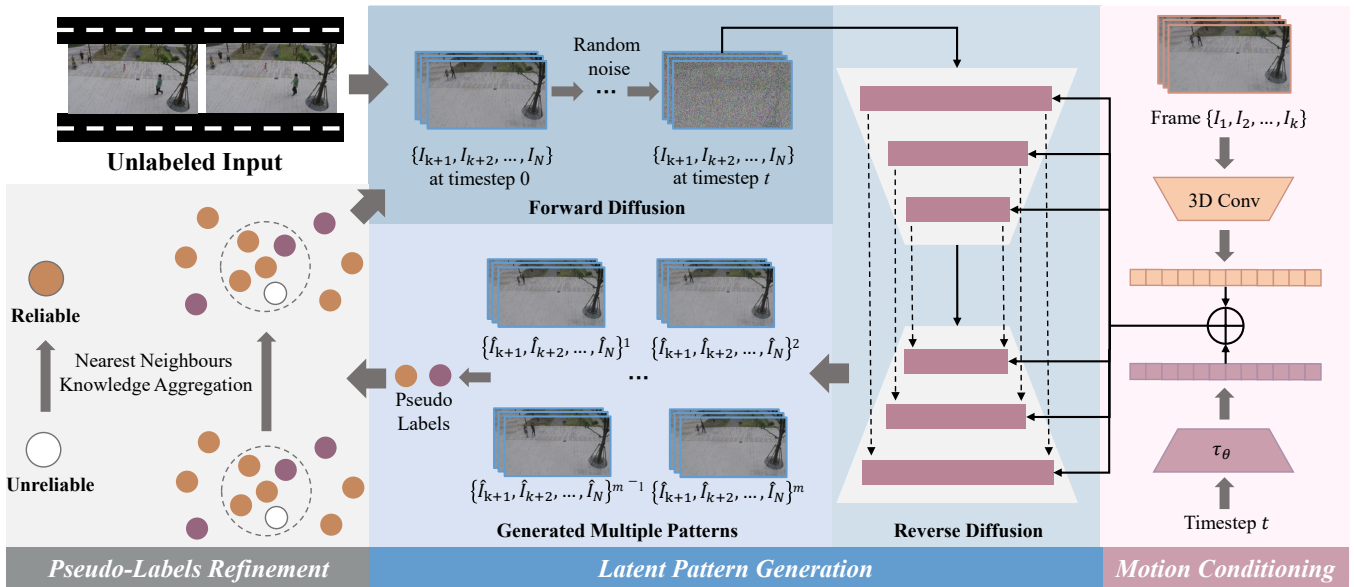 Unlabeled Input
Random
noise
...
{I_{k+1}, I_{k+2}, ..., I_N}
at timestep 0
{I_{k+1}, I_{k+2}, ..., I_N}
at timestep t
Forward Diffusion
Frame {I_1, I_2, ..., I_k}
3D Conv
τ_θ
Timestep t
Reliable
Nearest Neighbours
Knowledge Aggregation
Unreliable
Pseudo
Labels
{Î_{k+1}, Î_{k+2}, ..., Î_N}^1
{Î_{k+1}, Î_{k+2}, ..., Î_N}^2
...
{Î_{k+1}, Î_{k+2}, ..., Î_N}^{m-1}
{Î_{k+1}, Î_{k+2}, ..., Î_N}^m
Generated Multiple Patterns
Reverse Diffusion
Pseudo-Labels Refinement
Latent Pattern Generation
Motion Conditioning